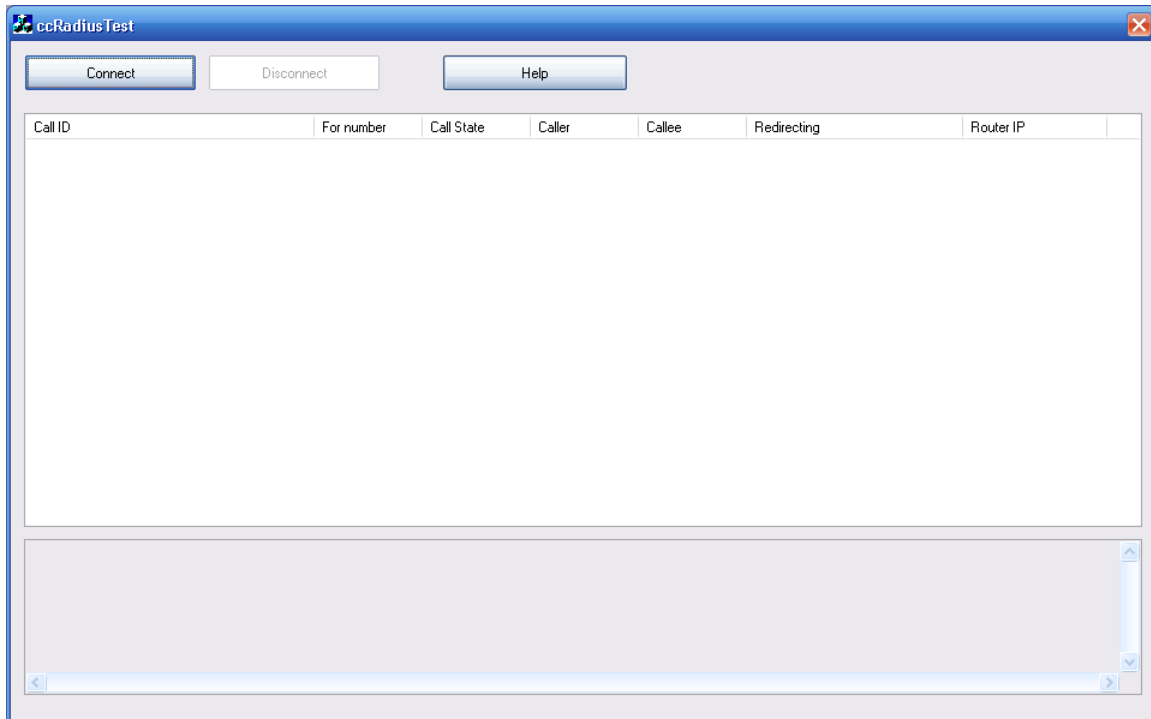 ccRadiusTest
Connect Disconnect Help
Call ID For number Call State Caller Callee Redirecting Router IP